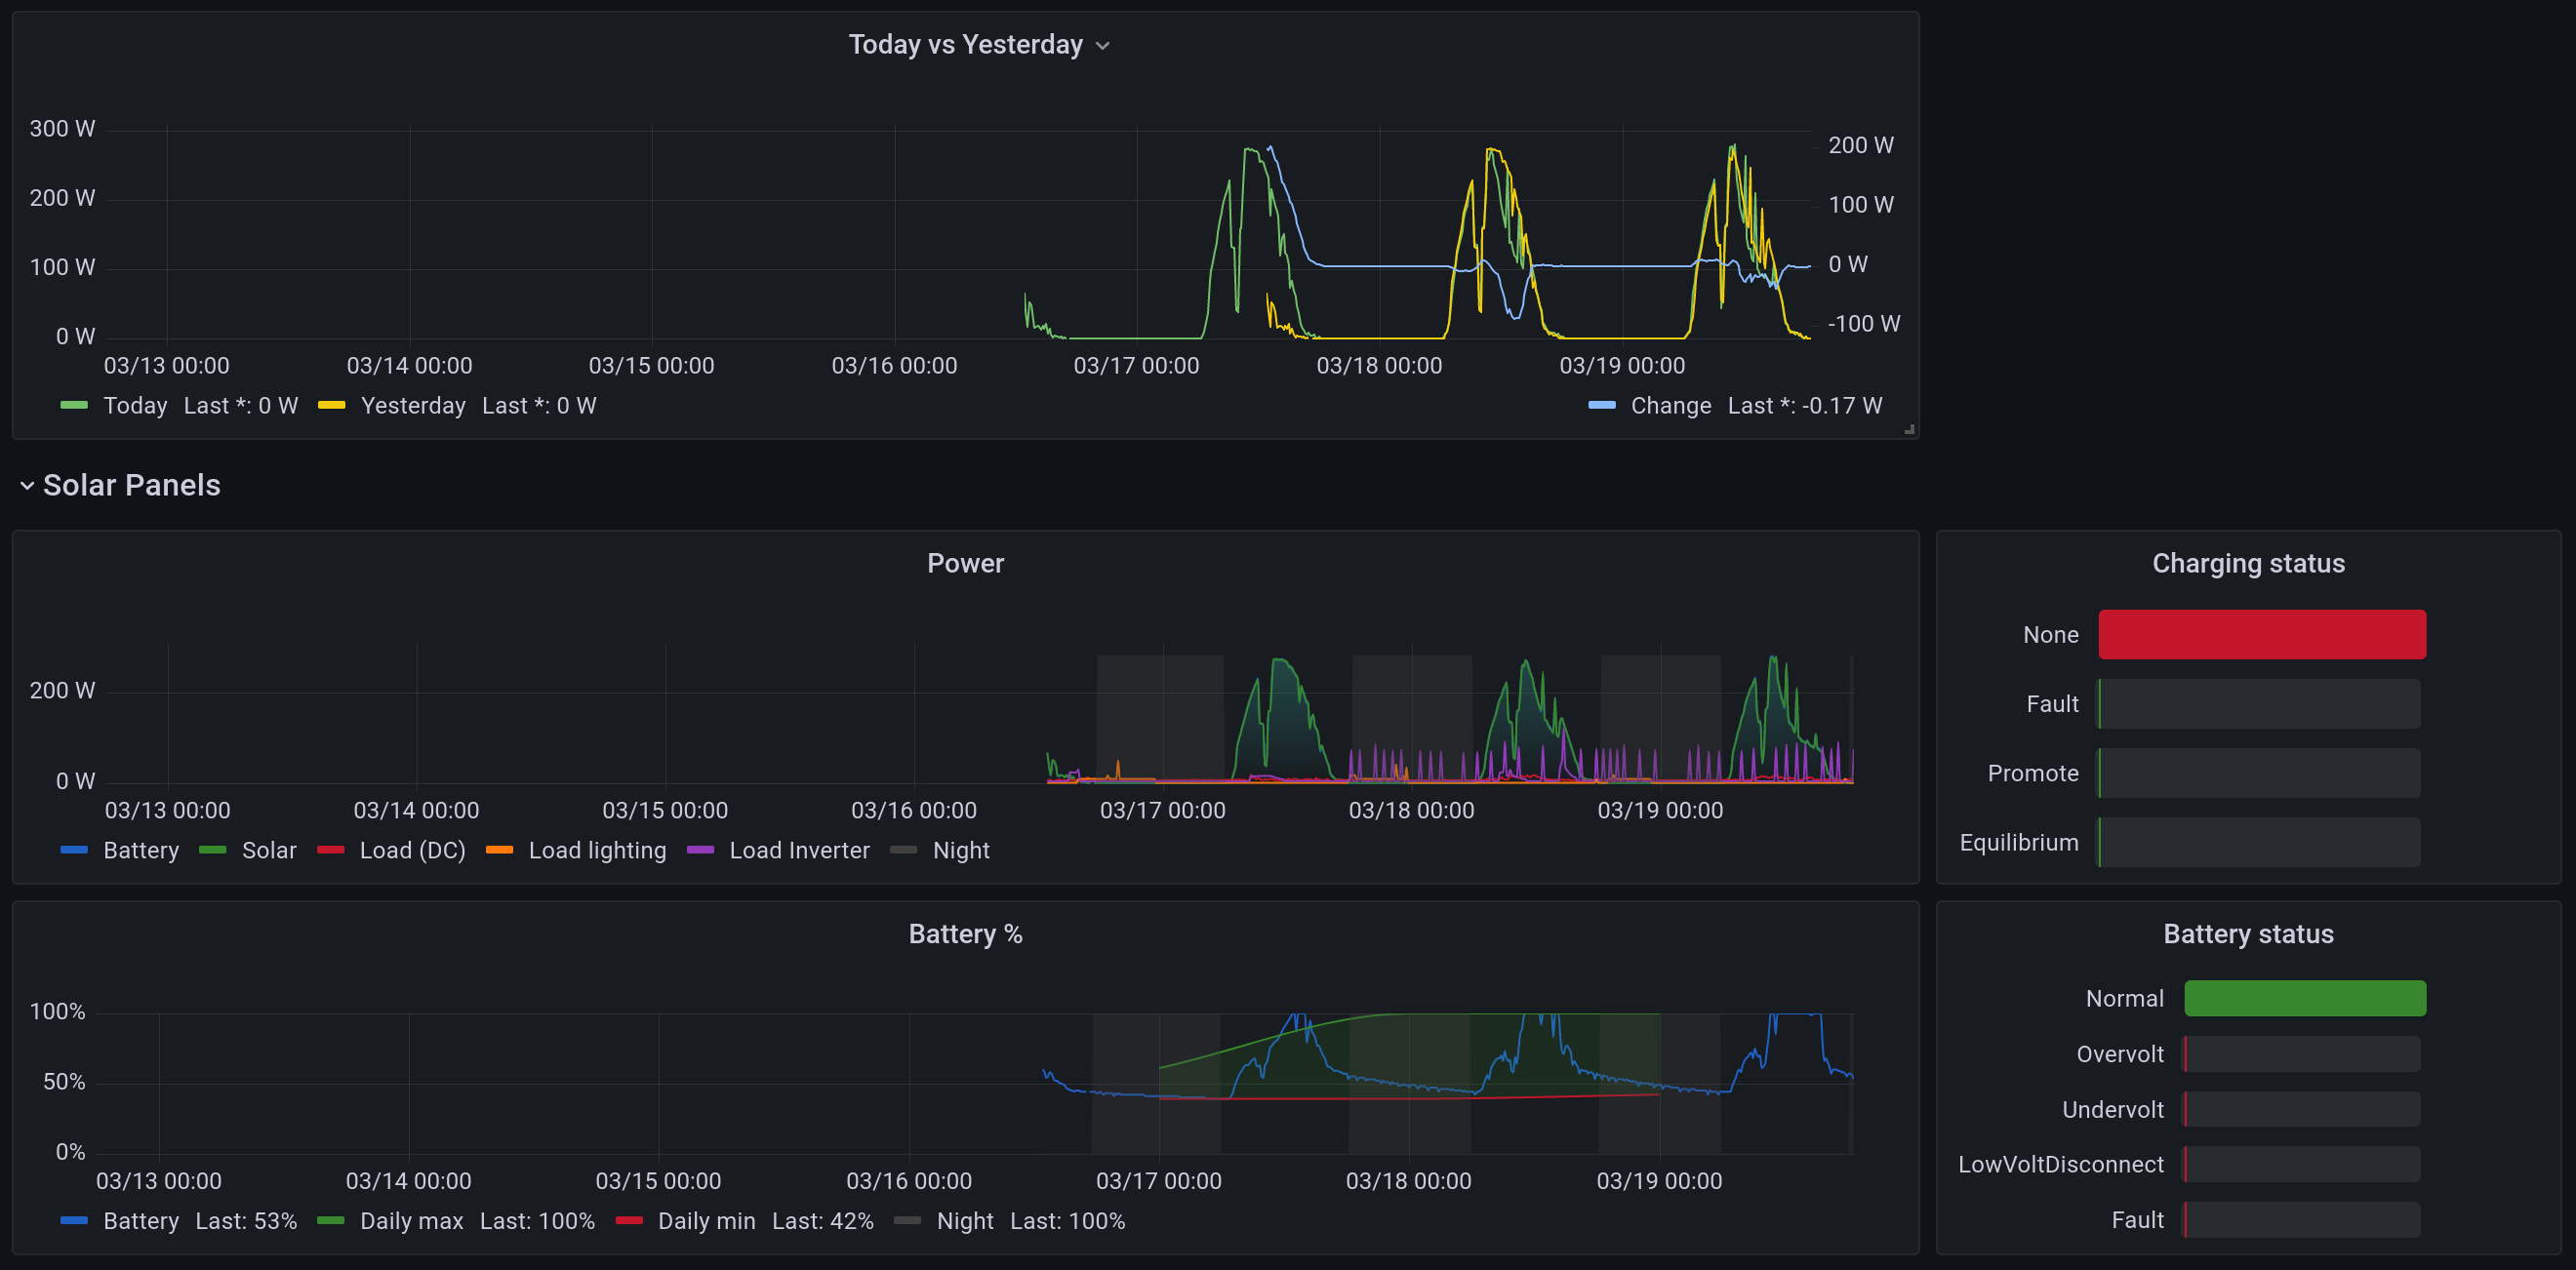 Today vs Yesterday
300 W
200 W
100 W
0 W
200 W
100 W
0 W
-100 W
03/13 00:00 03/14 00:00 03/15 00:00 03/16 00:00 03/17 00:00 03/18 00:00 03/19 00:00
Today Last *: 0 W Yesterday Last *: 0 W Change Last *: -0.17 W
Solar Panels
Power
200 W
0 W
03/13 00:00 03/14 00:00 03/15 00:00 03/16 00:00 03/17 00:00 03/18 00:00 03/19 00:00
Battery Solar Load (DC) Load lighting Load Inverter Night
Charging status
None
Fault
Promote
Equilibrium
Battery %
100%
50%
0%
03/13 00:00 03/14 00:00 03/15 00:00 03/16 00:00 03/17 00:00 03/18 00:00 03/19 00:00
Battery Last: 53% Daily max Last: 100% Daily min Last: 42% Night Last: 100%
Battery status
Normal
Overvolt
Undervolt
LowVoltDisconnect
Fault